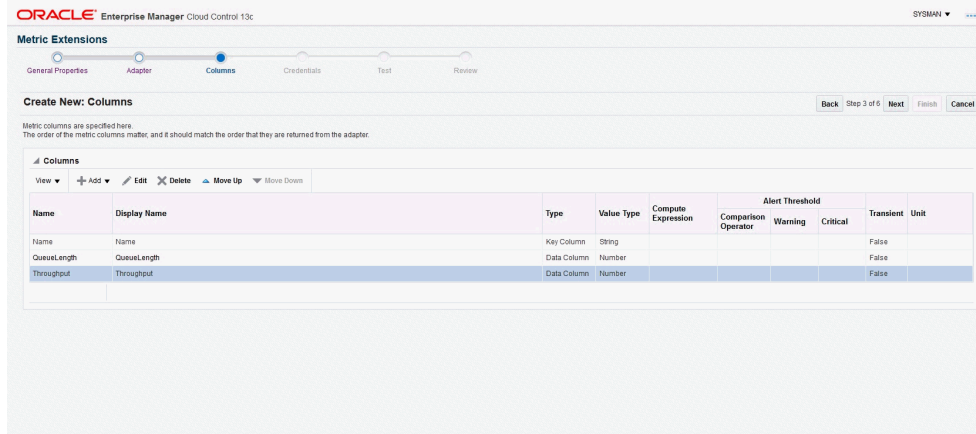 ORACLE Enterprise Manager Cloud Control 13c
SYSMAN
Metric Extensions
General Properties Adapter Columns Credentials Test Review
Create New: Columns
Back Step 3 of 6 Next Finish Cancel
Metric columns are specified here.
The order of the metric columns matter, and it should match the order that they are returned from the adapter.
Columns
View Add Edit Delete Move Up Move Down
Name Display Name Type Value Type Compute Expression Alert Threshold Comparison Operator Warning Critical Transient Unit
Name Name Key Column String False
QueueLength QueueLength Data Column Number False
Throughput Throughput Data Column Number False